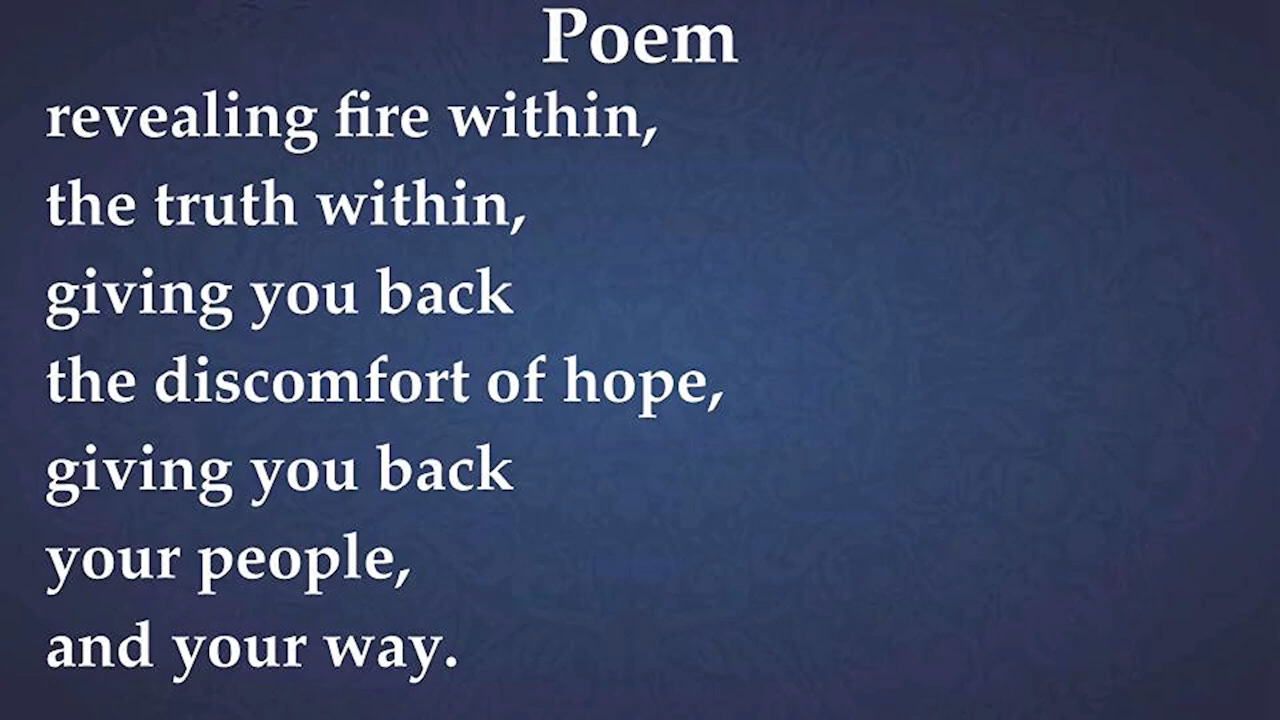 Poem
revealing fire within,
the truth within,
giving you back
the discomfort of hope,
giving you back
your people,
and your way.